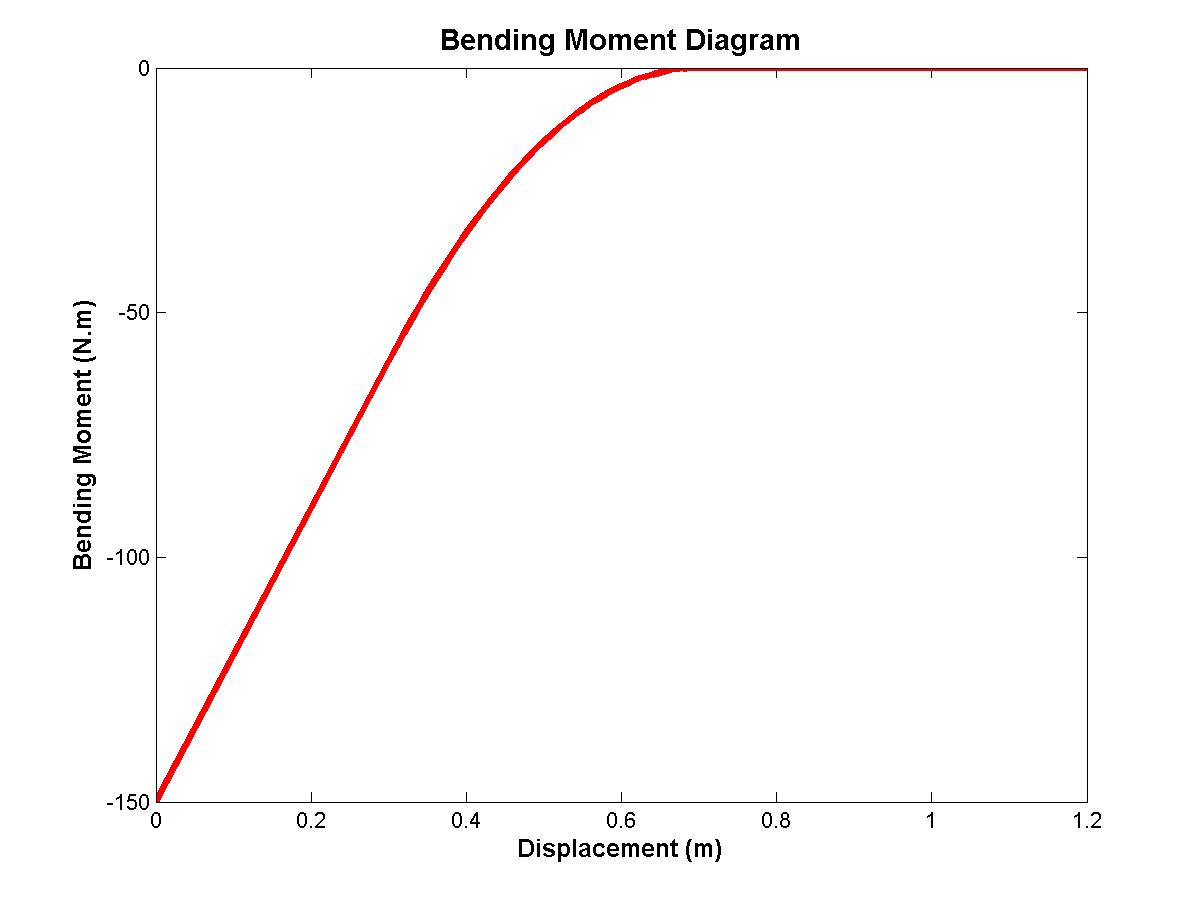 Bending Moment Diagram
0
-50
-100
-150
Bending Moment (N.m)
0 0.2 0.4 0.6 0.8 1 1.2
Displacement (m)